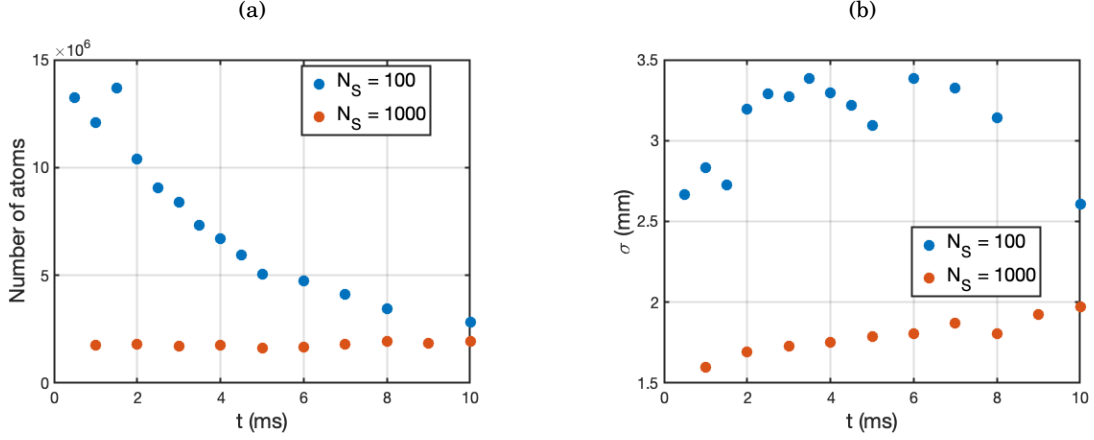 (a)
×10⁶
15
10
5
0
Number of atoms
N_S = 100
N_S = 1000
0 2 4 6 8 10
t (ms)
(b)
3.5
3
2.5
2
1.5
σ (mm)
N_S = 100
N_S = 1000
0 2 4 6 8 10
t (ms)